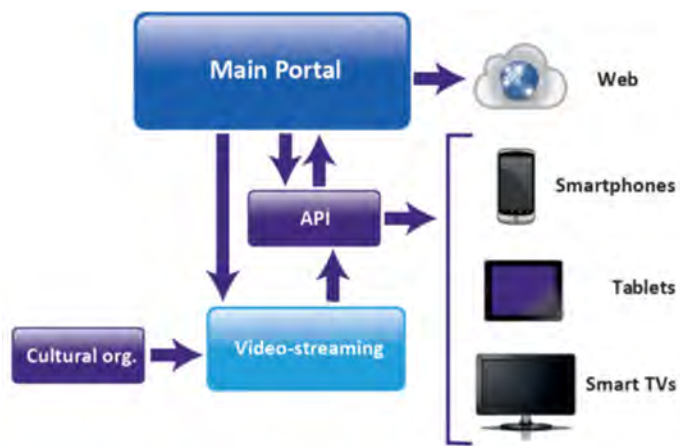 Main Portal
Web
Smartphones
API
Tablets
Cultural org.
Video-streaming
Smart TVs